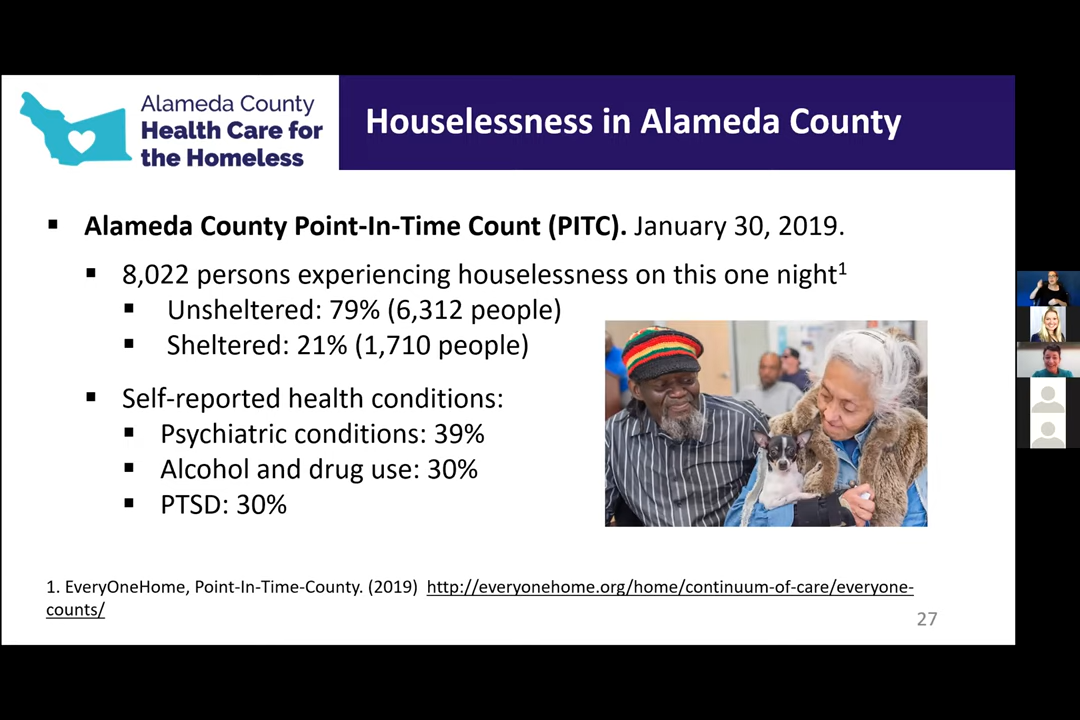 Alameda County
Health Care for
the Homeless
Houselessness in Alameda County
▪ Alameda County Point-In-Time Count (PITC). January 30, 2019.
▪ 8,022 persons experiencing houselessness on this one night¹
▪ Unsheltered: 79% (6,312 people)
▪ Sheltered: 21% (1,710 people)
▪ Self-reported health conditions:
▪ Psychiatric conditions: 39%
▪ Alcohol and drug use: 30%
▪ PTSD: 30%
1. EveryOneHome, Point-In-Time-County. (2019) http://everyonehome.org/home/continuum-of-care/everyone-
counts/
27